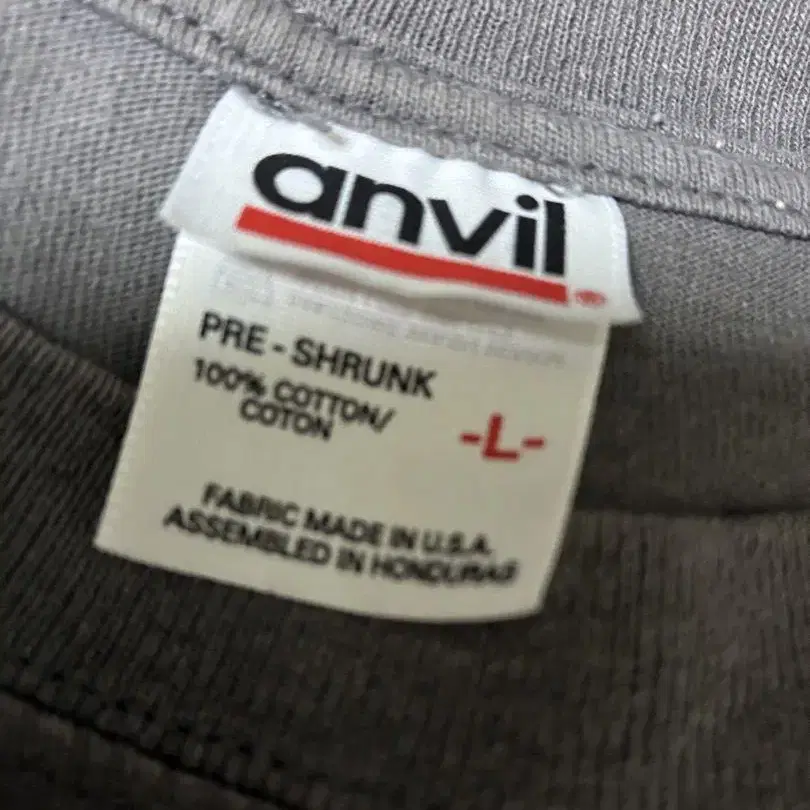 anvil
®
PRE-SHRUNK
100% COTTON/
COTON
-L-
FABRIC MADE IN U.S.A.
ASSEMBLED IN HONDURAS